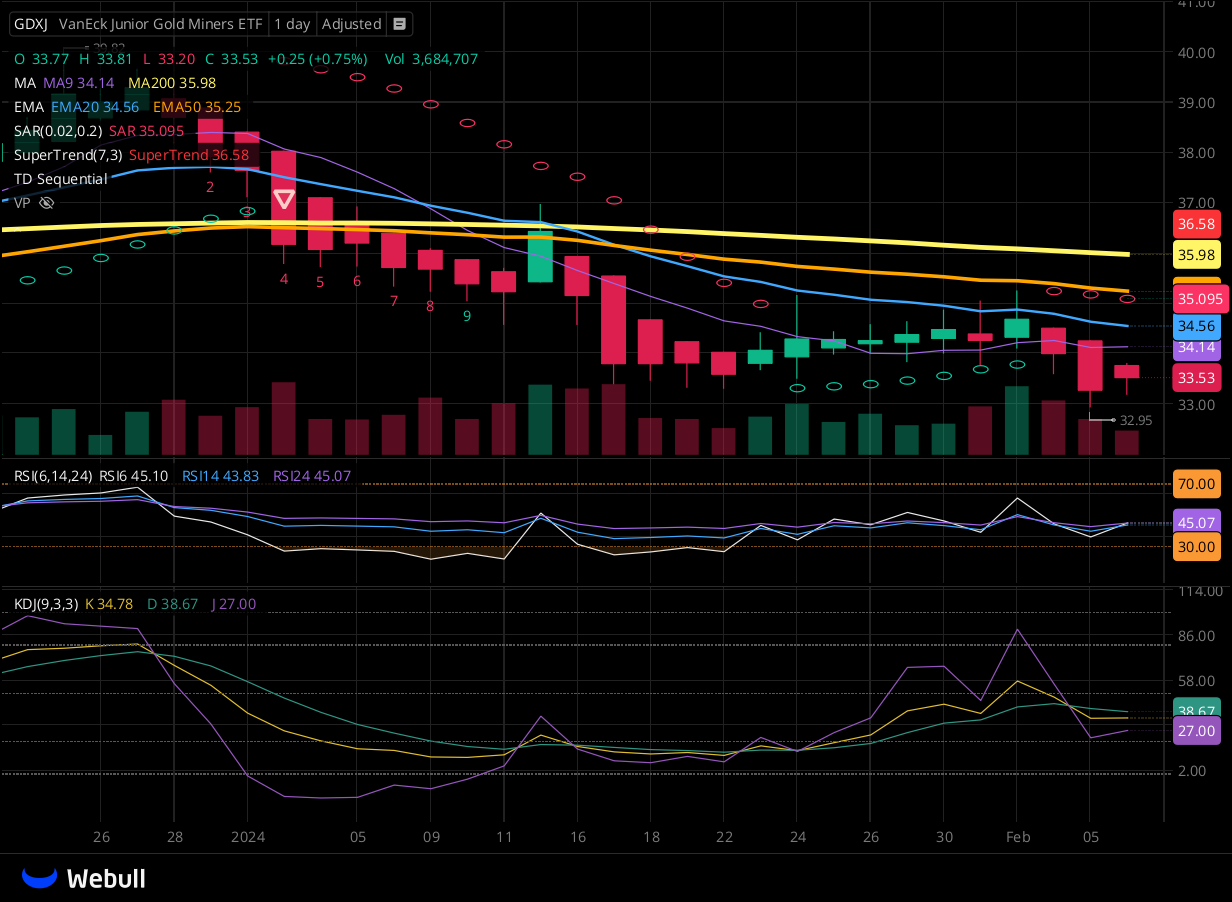 GDXJ VanEck Junior Gold Miners ETF 1 day Adjusted
41.00
39.82
40.00
O 33.77 H 33.81 L 33.20 C 33.53 +0.25 (+0.75%) Vol 3,684,707
MA MA9 34.14 MA200 35.98
EMA EMA20 34.56 EMA50 35.25
39.00
SAR(0.02,0.2) SAR 35.095
SuperTrend(7,3) SuperTrend 36.58
38.00
TD Sequential
VP
37.00
2
3
4
5
6
7
8
9
36.58
35.98
35.095
34.56
34.14
33.53
33.00
32.95
RSI(6,14,24) RSI6 45.10 RSI14 43.83 RSI24 45.07
70.00
45.07
30.00
KDJ(9,3,3) K 34.78 D 38.67 J 27.00
114.00
86.00
58.00
38.67
27.00
2.00
26 28 2024 05 09 11 16 18 22 24 26 30 Feb 05
Webull